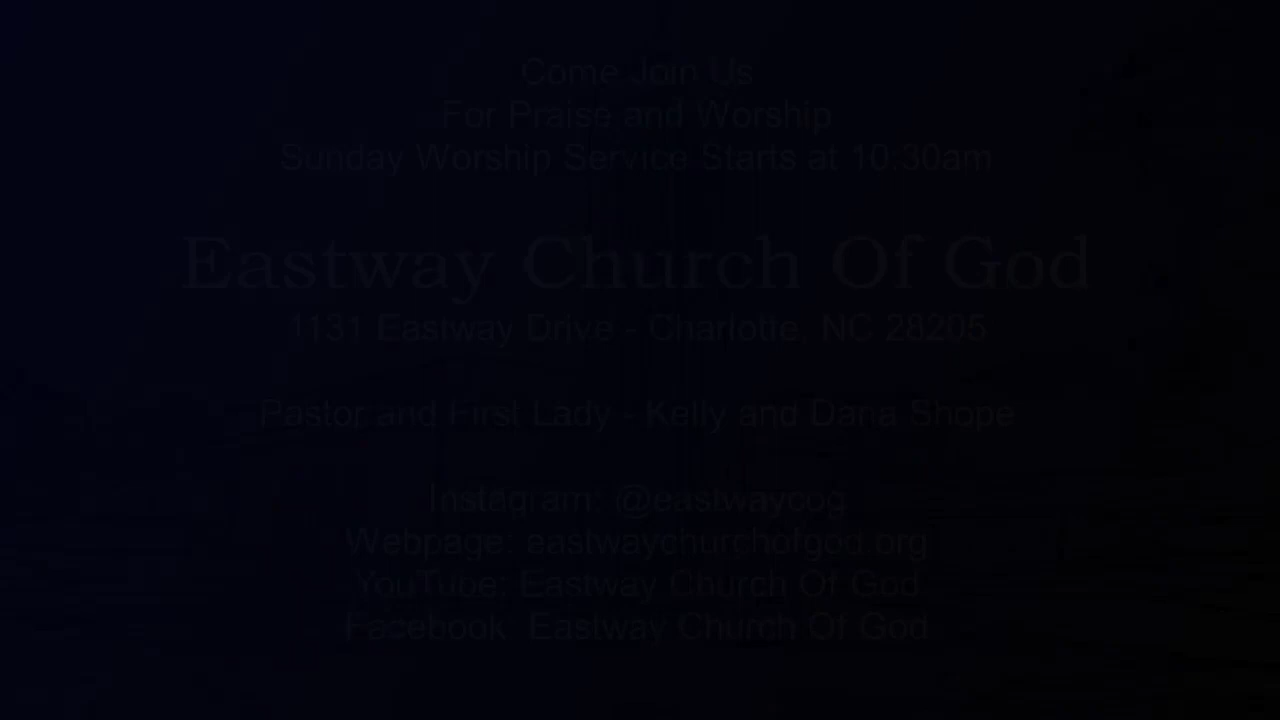 Come Join Us
For Praise and Worship
Sunday Worship Service Starts at 10:30am
Eastway Church Of God
1131 Eastway Drive - Charlotte, NC 28205
Pastor and First Lady - Kelly and Dana Shope
Instagram: @eastwaycog
Webpage: eastwaychurchofgod.org
YouTube: Eastway Church Of God
Facebook: Eastway Church Of God